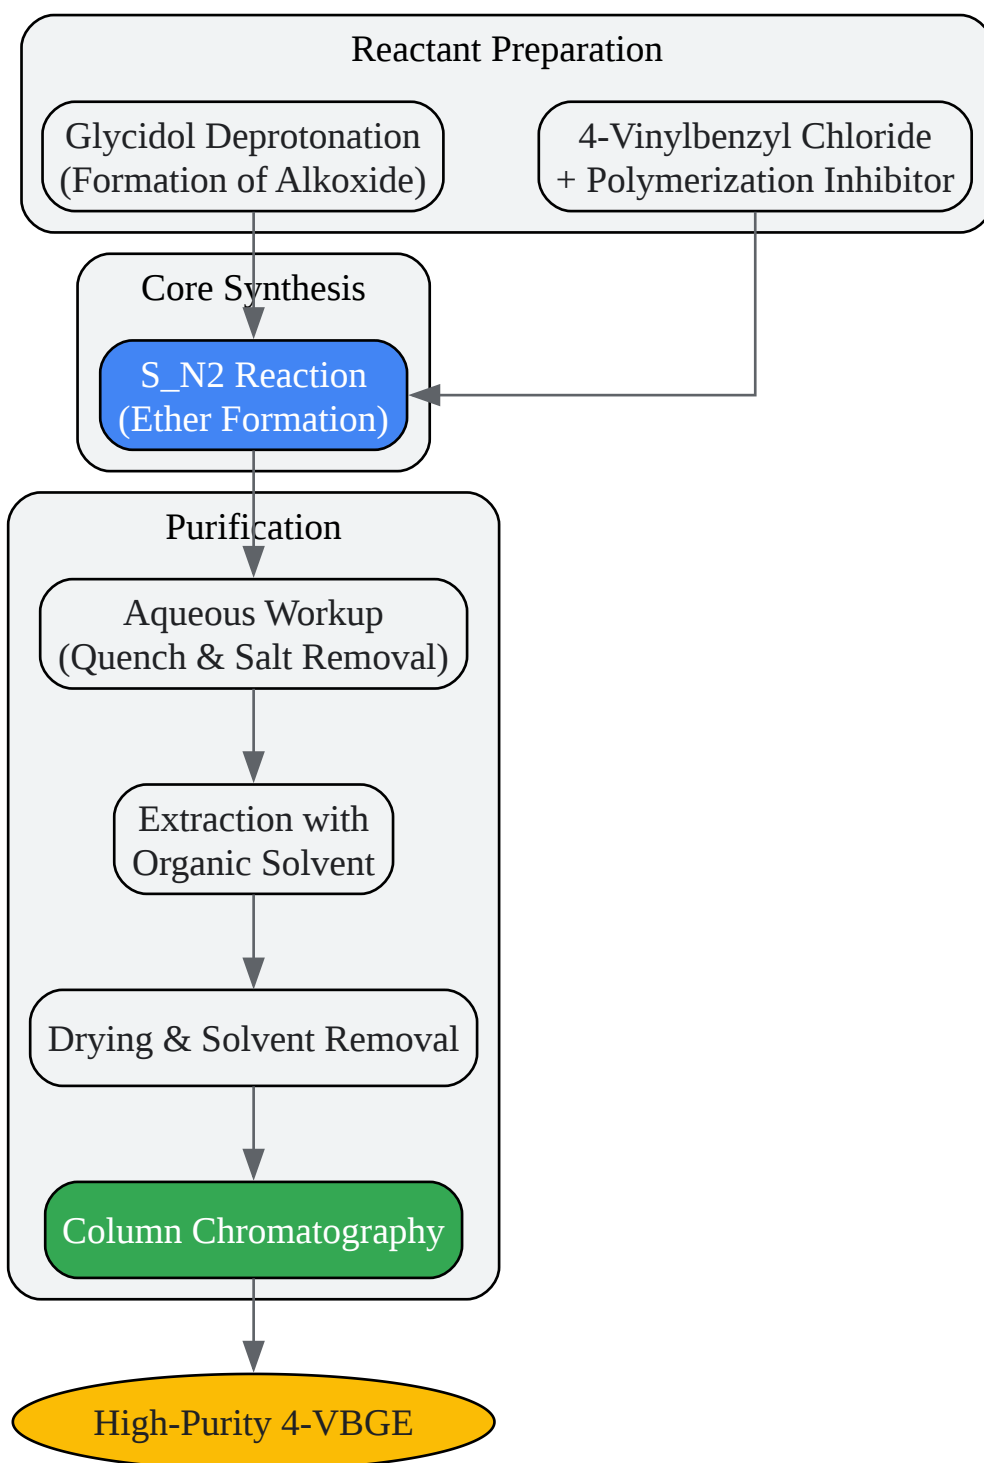 Reactant Preparation
Glycidol Deprotonation
(Formation of Alkoxide)
4-Vinylbenzyl Chloride
+ Polymerization Inhibitor
Core Synthesis
S_N2 Reaction
(Ether Formation)
Purification
Aqueous Workup
(Quench & Salt Removal)
Extraction with
Organic Solvent
Drying & Solvent Removal
Column Chromatography
High-Purity 4-VBGE